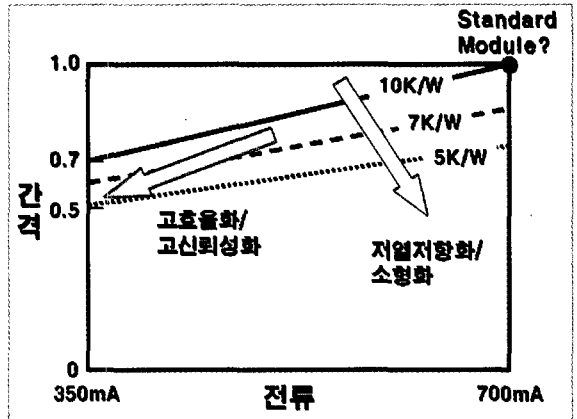 Standard
Module?
1.0
10K/W
7K/W
0.7
5K/W
간격
0.5
고효율화/
고신뢰성화
저열저항화/
소형화
0
350mA
전류
700mA